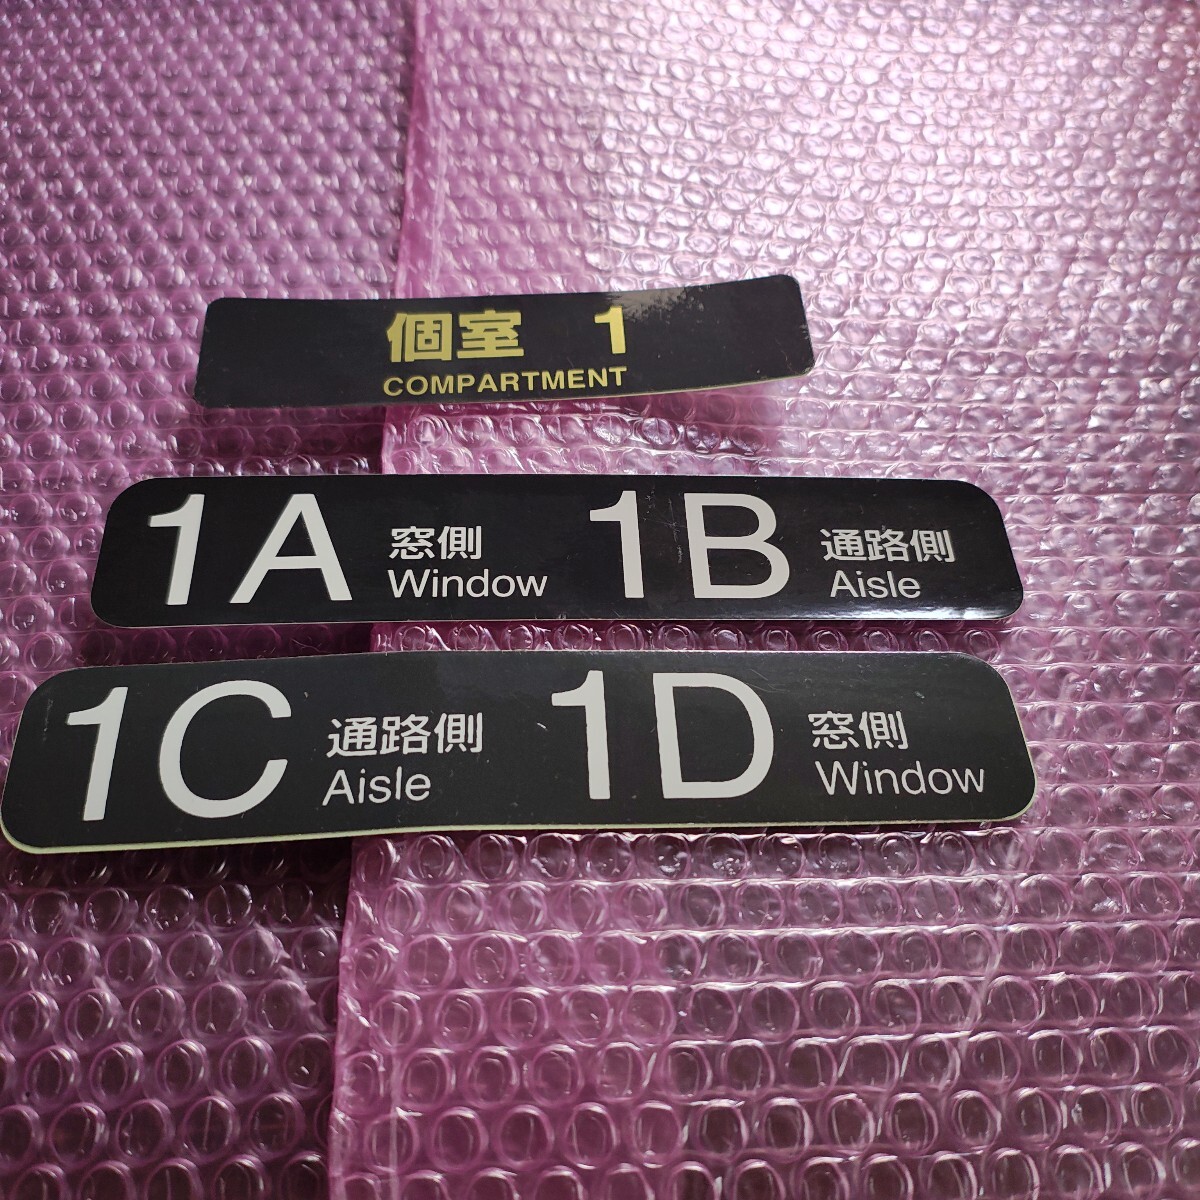 個室 1
COMPARTMENT
1A 窓側 1B 通路側
Window Aisle
1C 通路側 1D 窓側
Aisle Window